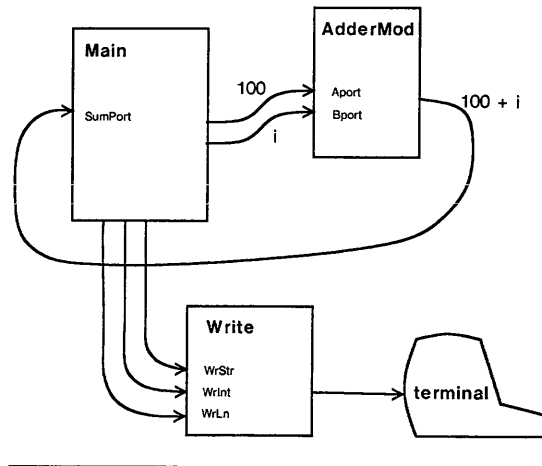 AdderMod
Main
100
Aport
100 + i
SumPort
Bport
i
Write
WrStr
WrInt
terminal
WrLn